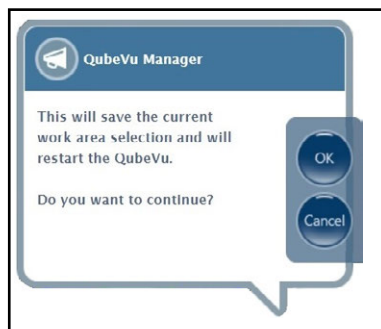 QubeVu Manager
This will save the current
work area selection and will
restart the QubeVu.
Do you want to continue?
OK
Cancel